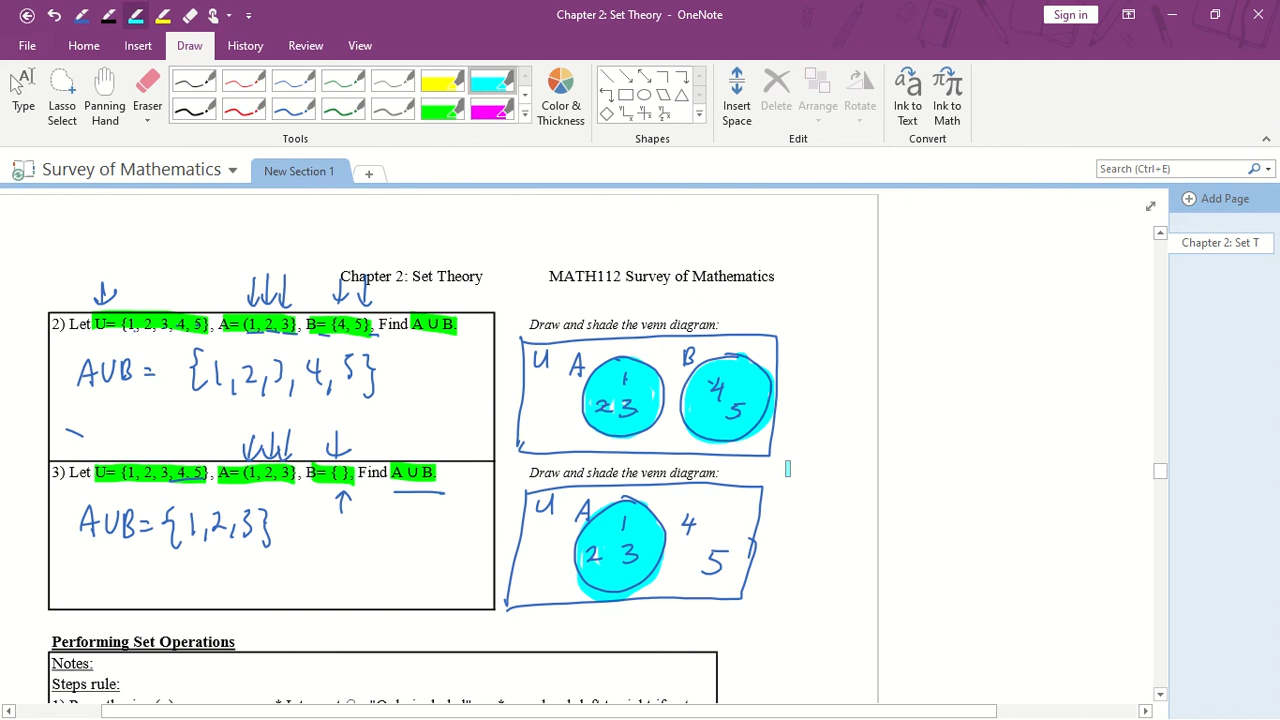 Chapter 2: Set Theory - OneNote
Sign in
File Home Insert Draw History Review View
Type
Lasso Select
Panning Hand
Eraser
Color & Thickness
Insert Space
Delete
Arrange
Rotate
Ink to Text
Ink to Math
Tools
Shapes
Edit
Convert
Survey of Mathematics
New Section 1
Search (Ctrl+E)
Add Page
Chapter 2: Set T
Chapter 2: Set Theory MATH112 Survey of Mathematics
2) Let U= {1, 2, 3, 4, 5}, A= (1, 2, 3}, B= {4, 5}, Find A ∪ B.
A∪B = {1, 2, 3, 4, 5}
Draw and shade the venn diagram:
U A B
1 4
2 3 5
3) Let U= {1, 2, 3, 4, 5}, A= (1, 2, 3}, B= { }, Find A ∪ B.
A∪B = {1, 2, 3}
Draw and shade the venn diagram:
U A
1 4
2 3 5
Performing Set Operations
Notes:
Steps rule: